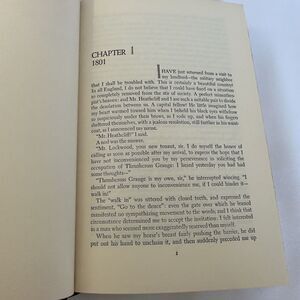 CHAPTER I
1801
I HAVE just returned from a visit to
my landlord—the military neighbor
that I shall be troubled with. This is certainly a beautiful country!
In all England, I do not believe that I could have fixed on a situation
so completely removed from the stir of society. A perfect misanthro-
pist's heaven: and Mr. Heathcliff and I are such a suitable pair to divide
the desolation between us. A capital fellow! He little imagined how
my heart warmed towards him when I beheld his black eyes withdraw
so suspiciously under their brows, as I rode up, and when his fingers
sheltered themselves, with a jealous resolution, still further in his waist-
coat, as I announced my name.
"Mr. Heathcliff?" I said.
A nod was the answer.
"Mr. Lockwood, your new tenant, sir. I do myself the honor of
calling as soon as possible after my arrival, to express the hope that I
have not inconvenienced you by my perseverance in soliciting the
occupation of Thrushcross Grange: I heard yesterday you had had
some thoughts—"
"Thrushcross Grange is my own, sir," he interrupted, wincing. "I
should not allow anyone to inconvenience me, if I could hinder it—
walk in!"
The "walk in" was uttered with closed teeth, and expressed the
sentiment, "Go to the deuce": even the gate over which he leaned
manifested no sympathizing movement to the words; and I think that
circumstance determined me to accept the invitation: I felt interested
in a man who seemed more exaggeratedly reserved than myself.
When he saw my horse's breast fairly pushing the barrier, he did
put out his hand to unchain it, and then suddenly preceded me up
1